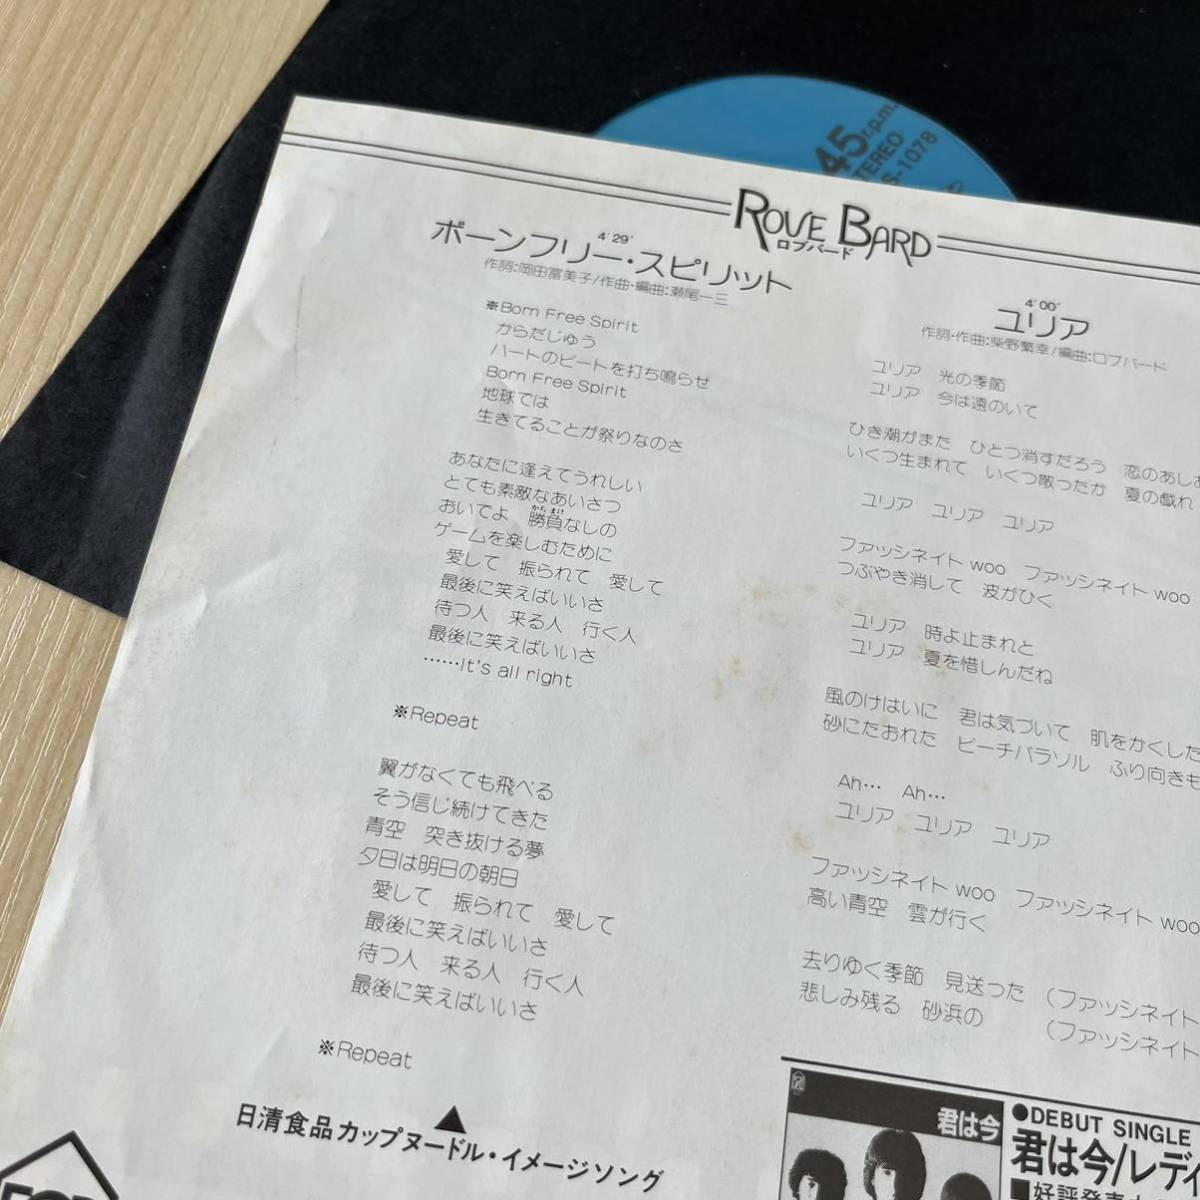 45 r.p.m.
ROVE BARD
ロブバード
4'29"
ボーンフリー・スピリット
作詞:岡田冨美子/作曲・編曲:瀬尾一三
※Born Free Spirit
からだじゅう
ハートのビートを打ち鳴らせ
Born Free Spirit
地球では
生きてることが祭りなのさ
あなたに逢えてうれしい
とても素敵なあいさつ
おいでよ 勝負なしの
かちまけ
ゲームを楽しむために
愛して 振られて 愛して
最後に笑えばいいさ
待つ人 来る人 行く人
最後に笑えばいいさ
……It's all right
※Repeat
翼がなくても飛べる
そう信じ続けてきた
青空 突き抜ける夢
夕日は明日の朝日
愛して 振られて 愛して
最後に笑えばいいさ
待つ人 来る人 行く人
最後に笑えばいいさ
※Repeat
▲
日清食品カップヌードル・イメージソング
4'00"
ユリア
作詞・作曲:柴野繁幸/編曲:ロブバード
ユリア 光の季節
ユリア 今は遠のいて
ひき潮がまた ひとつ消すだろう 恋のあしあ
いくつ生まれて いくつ散ったか 夏の戯れ
ユリア ユリア ユリア
ファッシネイト woo ファッシネイト woo
つぶやき消して 波がひく
ユリア 時よ止まれと
ユリア 夏を惜しんだね
風のけはいに 君は気づいて 肌をかくした
砂にたおれた ビーチパラソル ふり向きも
Ah… Ah…
ユリア ユリア ユリア
ファッシネイト woo ファッシネイト woo
高い青空 雲が行く
去りゆく季節 見送った (ファッシネイト
悲しみ残る 砂浜の (ファッシネイト
君は今
●DEBUT SINGLE
君は今/レディ
■好評発売